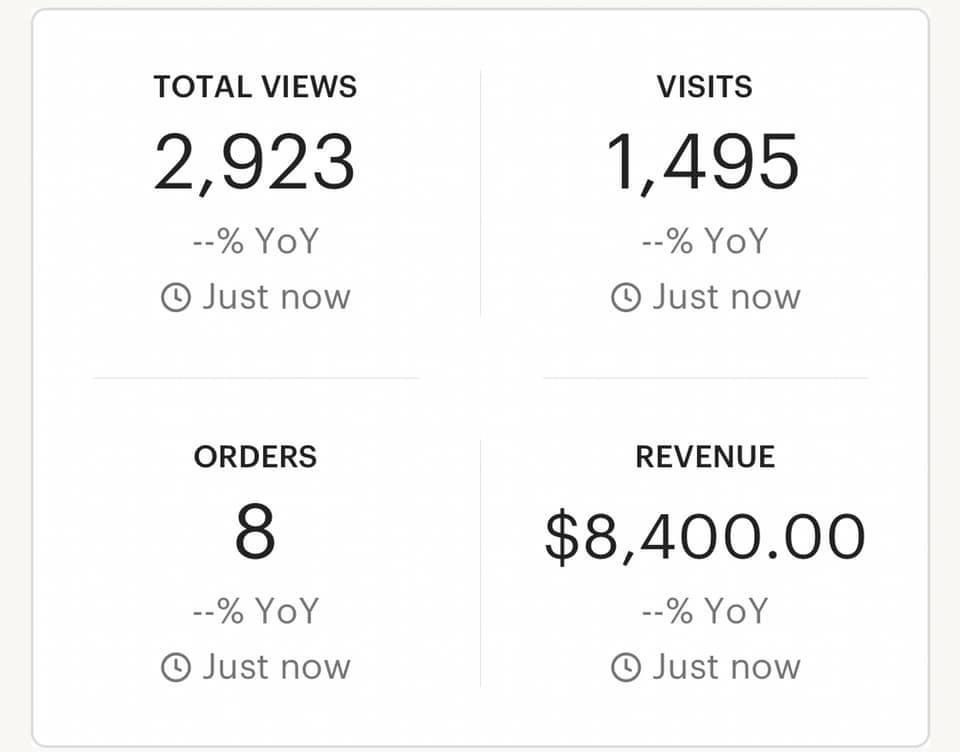 TOTAL VIEWS
2,923
--% YoY
Just now
VISITS
1,495
--% YoY
Just now
ORDERS
8
--% YoY
Just now
REVENUE
$8,400.00
--% YoY
Just now